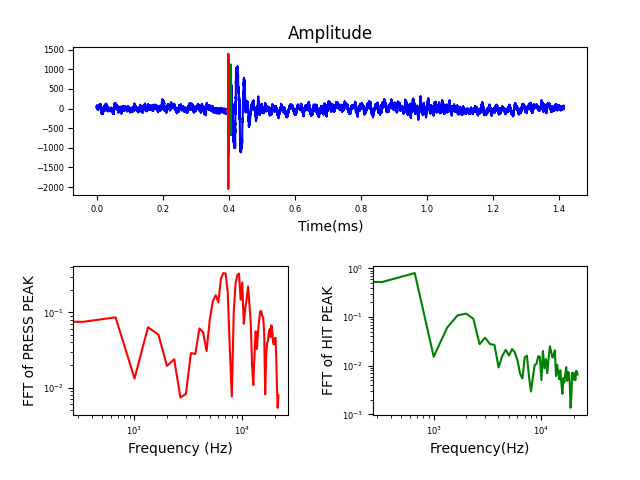 Amplitude
1500
1000
500
0
−500
−1000
−1500
−2000
0.0 0.2 0.4 0.6 0.8 1.0 1.2 1.4
Time(ms)
FFT of PRESS PEAK
10⁻¹
10⁻²
10³ 10⁴
Frequency (Hz)
FFT of HIT PEAK
10⁰
10⁻¹
10⁻²
10⁻³
10³ 10⁴
Frequency(Hz)